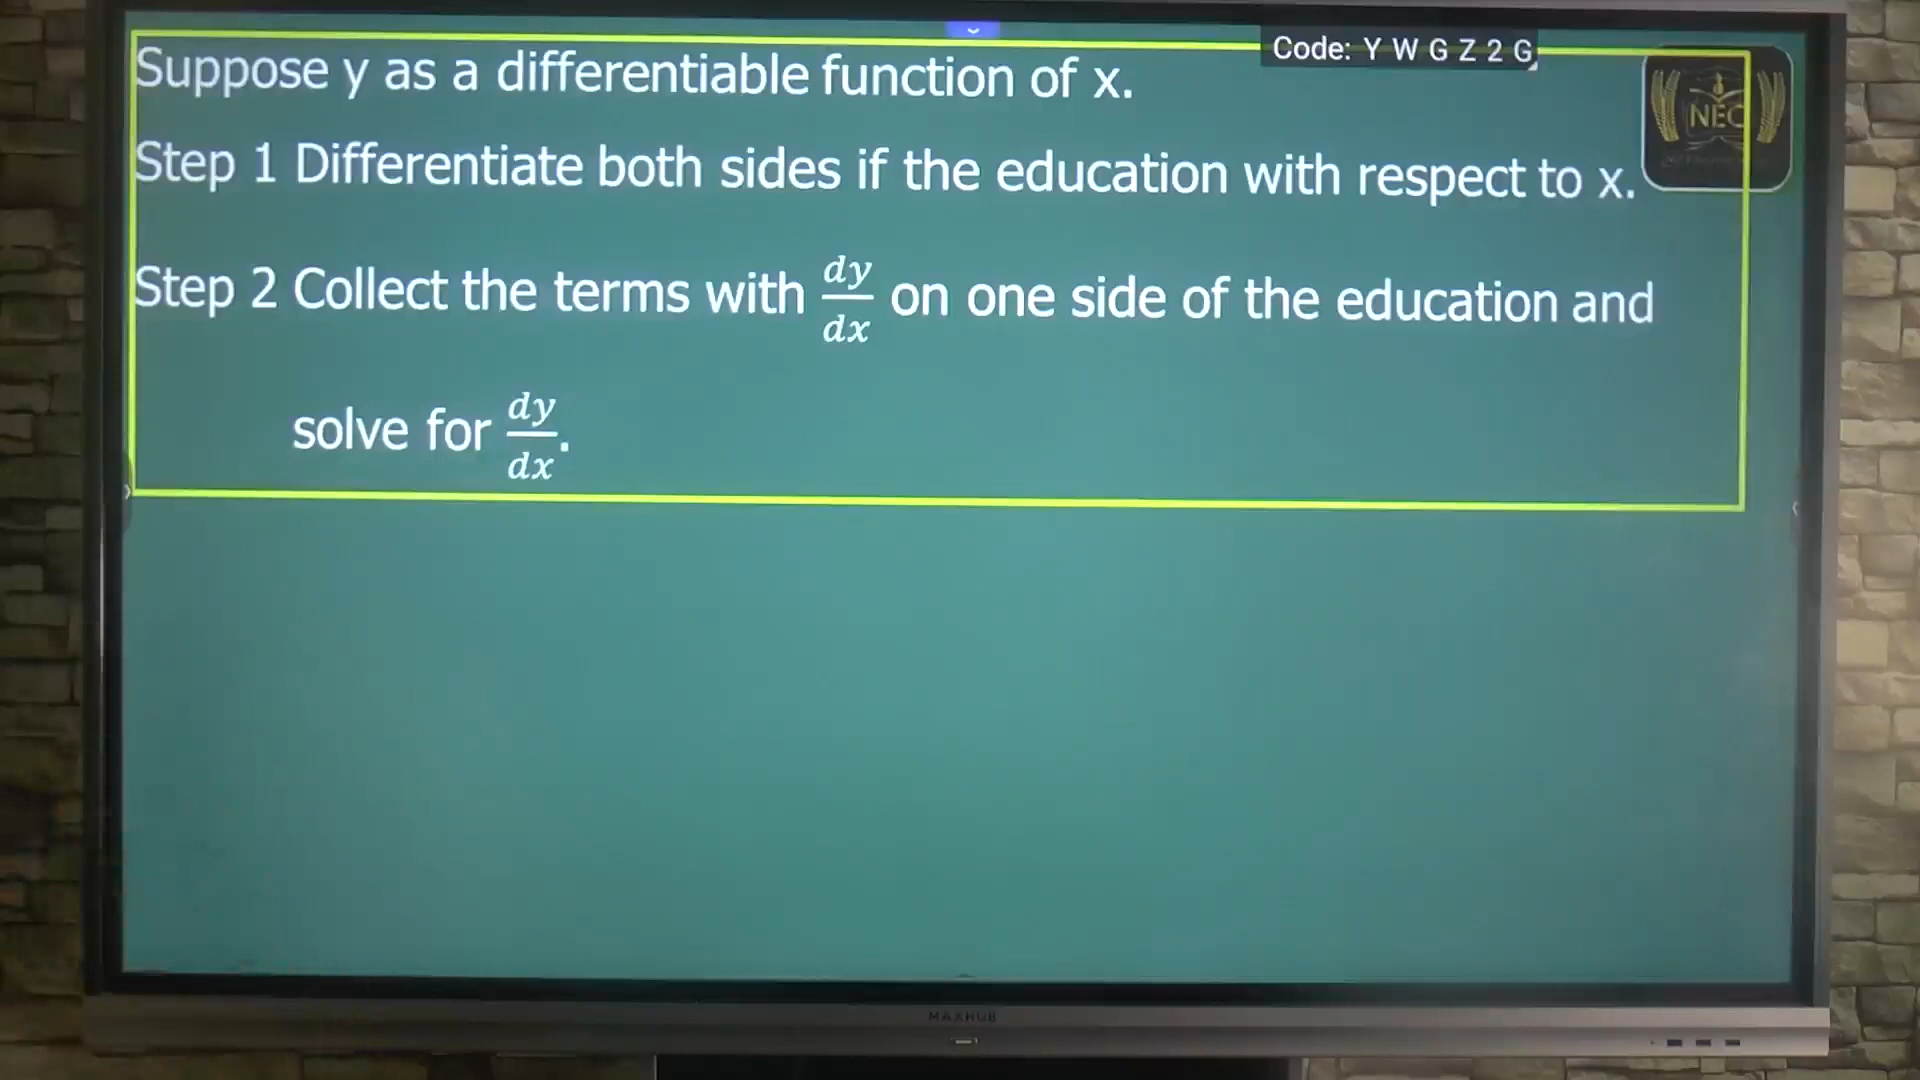 Code: Y W G Z 2 G
Suppose y as a differentiable function of x.
NEC
Step 1 Differentiate both sides if the education with respect to x.
Step 2 Collect the terms with dy/dx on one side of the education and
solve for dy/dx.
MAXHUB